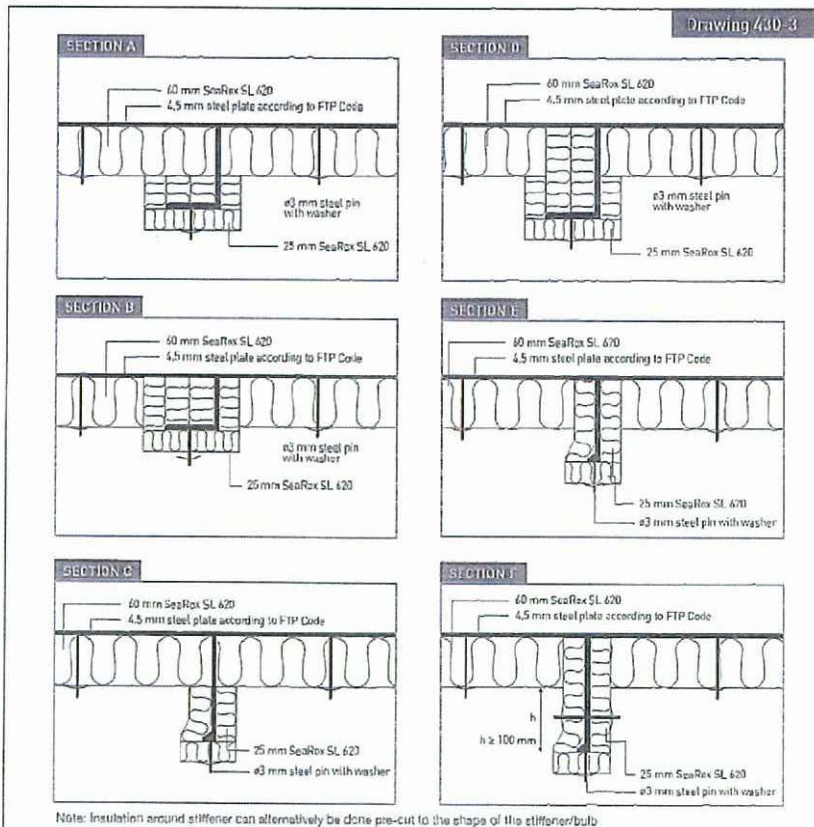 Drawing 430-3
SECTION A
60 mm SeaRox SL 620
4,5 mm steel plate according to FTP Code
ø3 mm steel pin
with washer
25 mm SeaRox SL 620
SECTION D
60 mm SeaRox SL 620
4,5 mm steel plate according to FTP Code
ø3 mm steel pin
with washer
25 mm SeaRox SL 620
SECTION B
60 mm SeaRox SL 620
4,5 mm steel plate according to FTP Code
ø3 mm steel pin
with washer
25 mm SeaRox SL 620
SECTION E
60 mm SeaRox SL 620
4,5 mm steel plate according to FTP Code
25 mm SeaRox SL 620
ø3 mm steel pin with washer
SECTION C
60 mm SeaRox SL 620
4,5 mm steel plate according to FTP Code
25 mm SeaRox SL 620
ø3 mm steel pin with washer
SECTION F
60 mm SeaRox SL 620
4,5 mm steel plate according to FTP Code
h
h ≥ 100 mm
25 mm SeaRox SL 620
ø3 mm steel pin with washer
Note: Insulation around stiffener can alternatively be done pre-cut to the shape of the stiffener/bulb